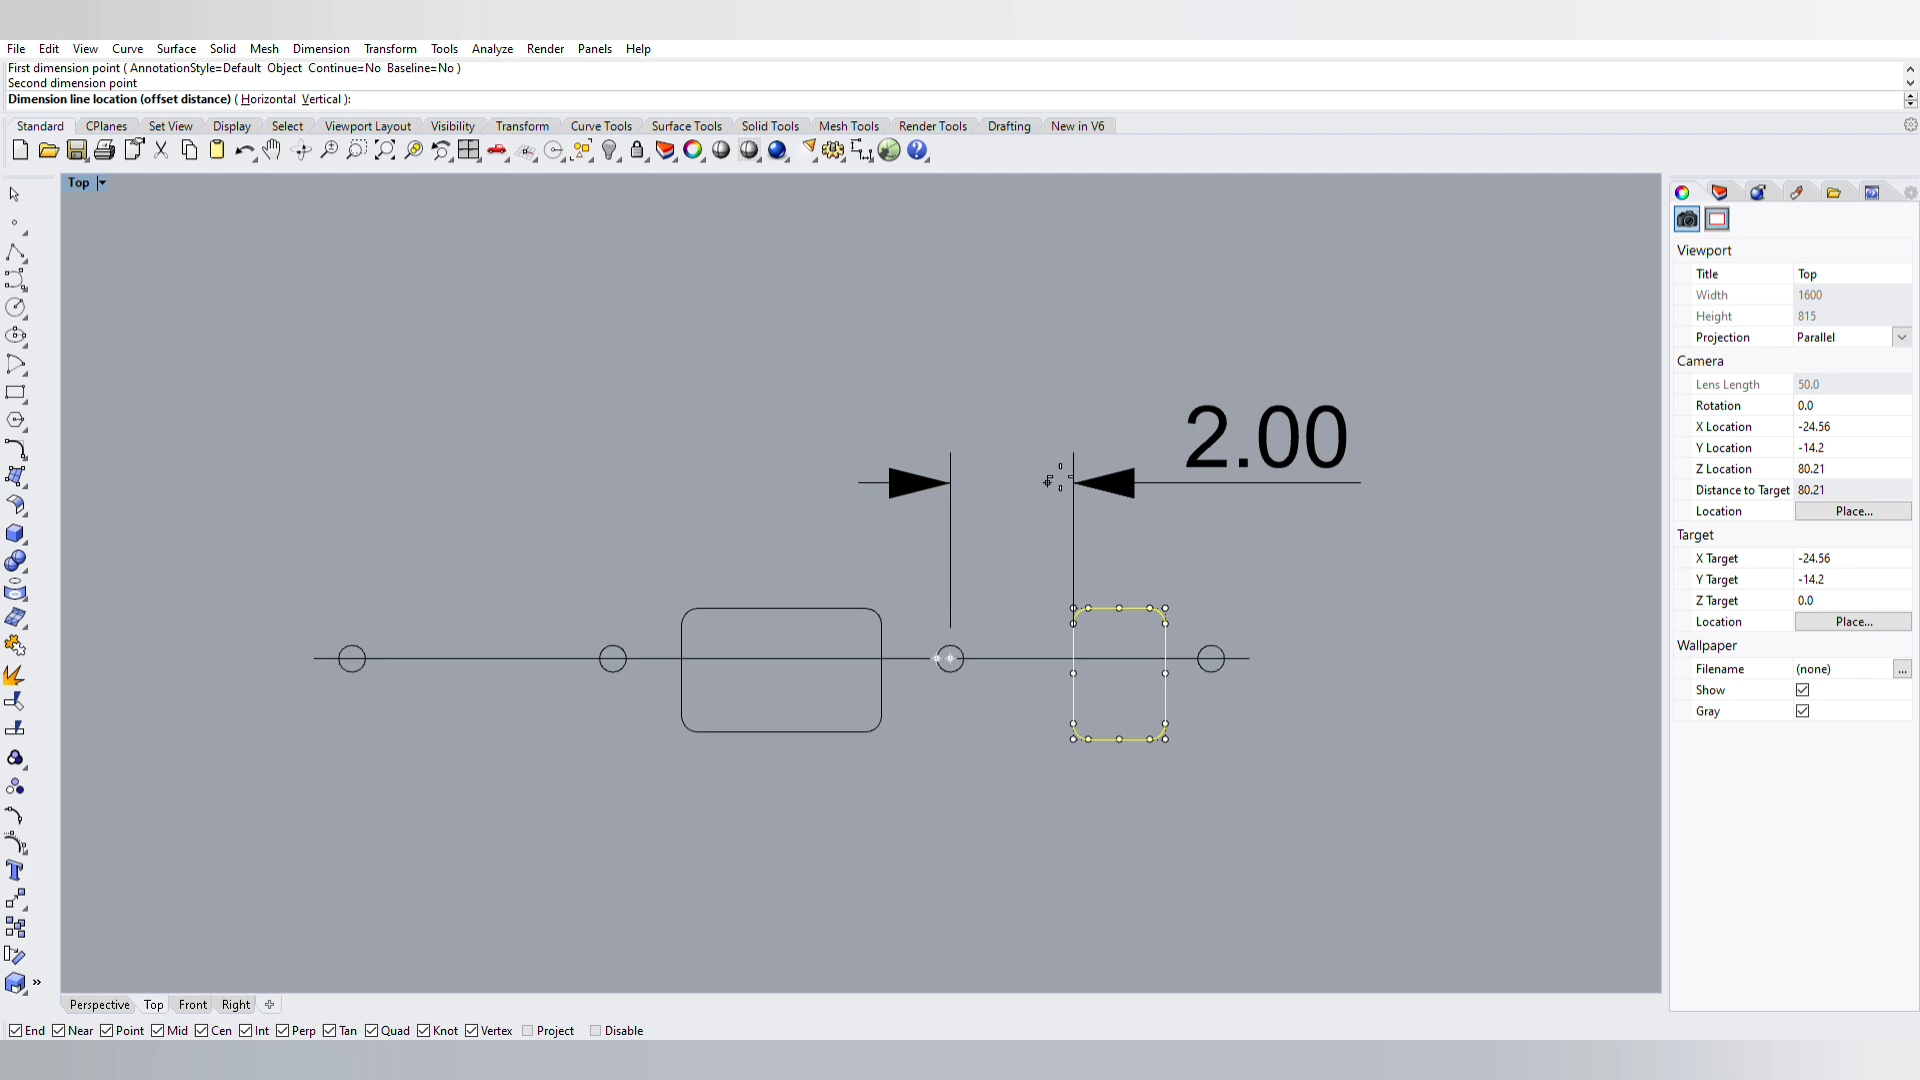 File Edit View Curve Surface Solid Mesh Dimension Transform Tools Analyze Render Panels Help
First dimension point ( AnnotationStyle=Default Object Continue=No Baseline=No )
Second dimension point
Dimension line location (offset distance) ( Horizontal Vertical ):
Standard CPlanes Set View Display Select Viewport Layout Visibility Transform Curve Tools Surface Tools Solid Tools Mesh Tools Render Tools Drafting New in V6
Top
2.00
Viewport
Title Top
Width 1600
Height 815
Projection Parallel
Camera
Lens Length 50.0
Rotation 0.0
X Location -24.56
Y Location -14.2
Z Location 80.21
Distance to Target 80.21
Location Place...
Target
X Target -24.56
Y Target -14.2
Z Target 0.0
Location Place...
Wallpaper
Filename (none) ...
Show
Gray
Perspective Top Front Right
End Near Point Mid Cen Int Perp Tan Quad Knot Vertex Project Disable